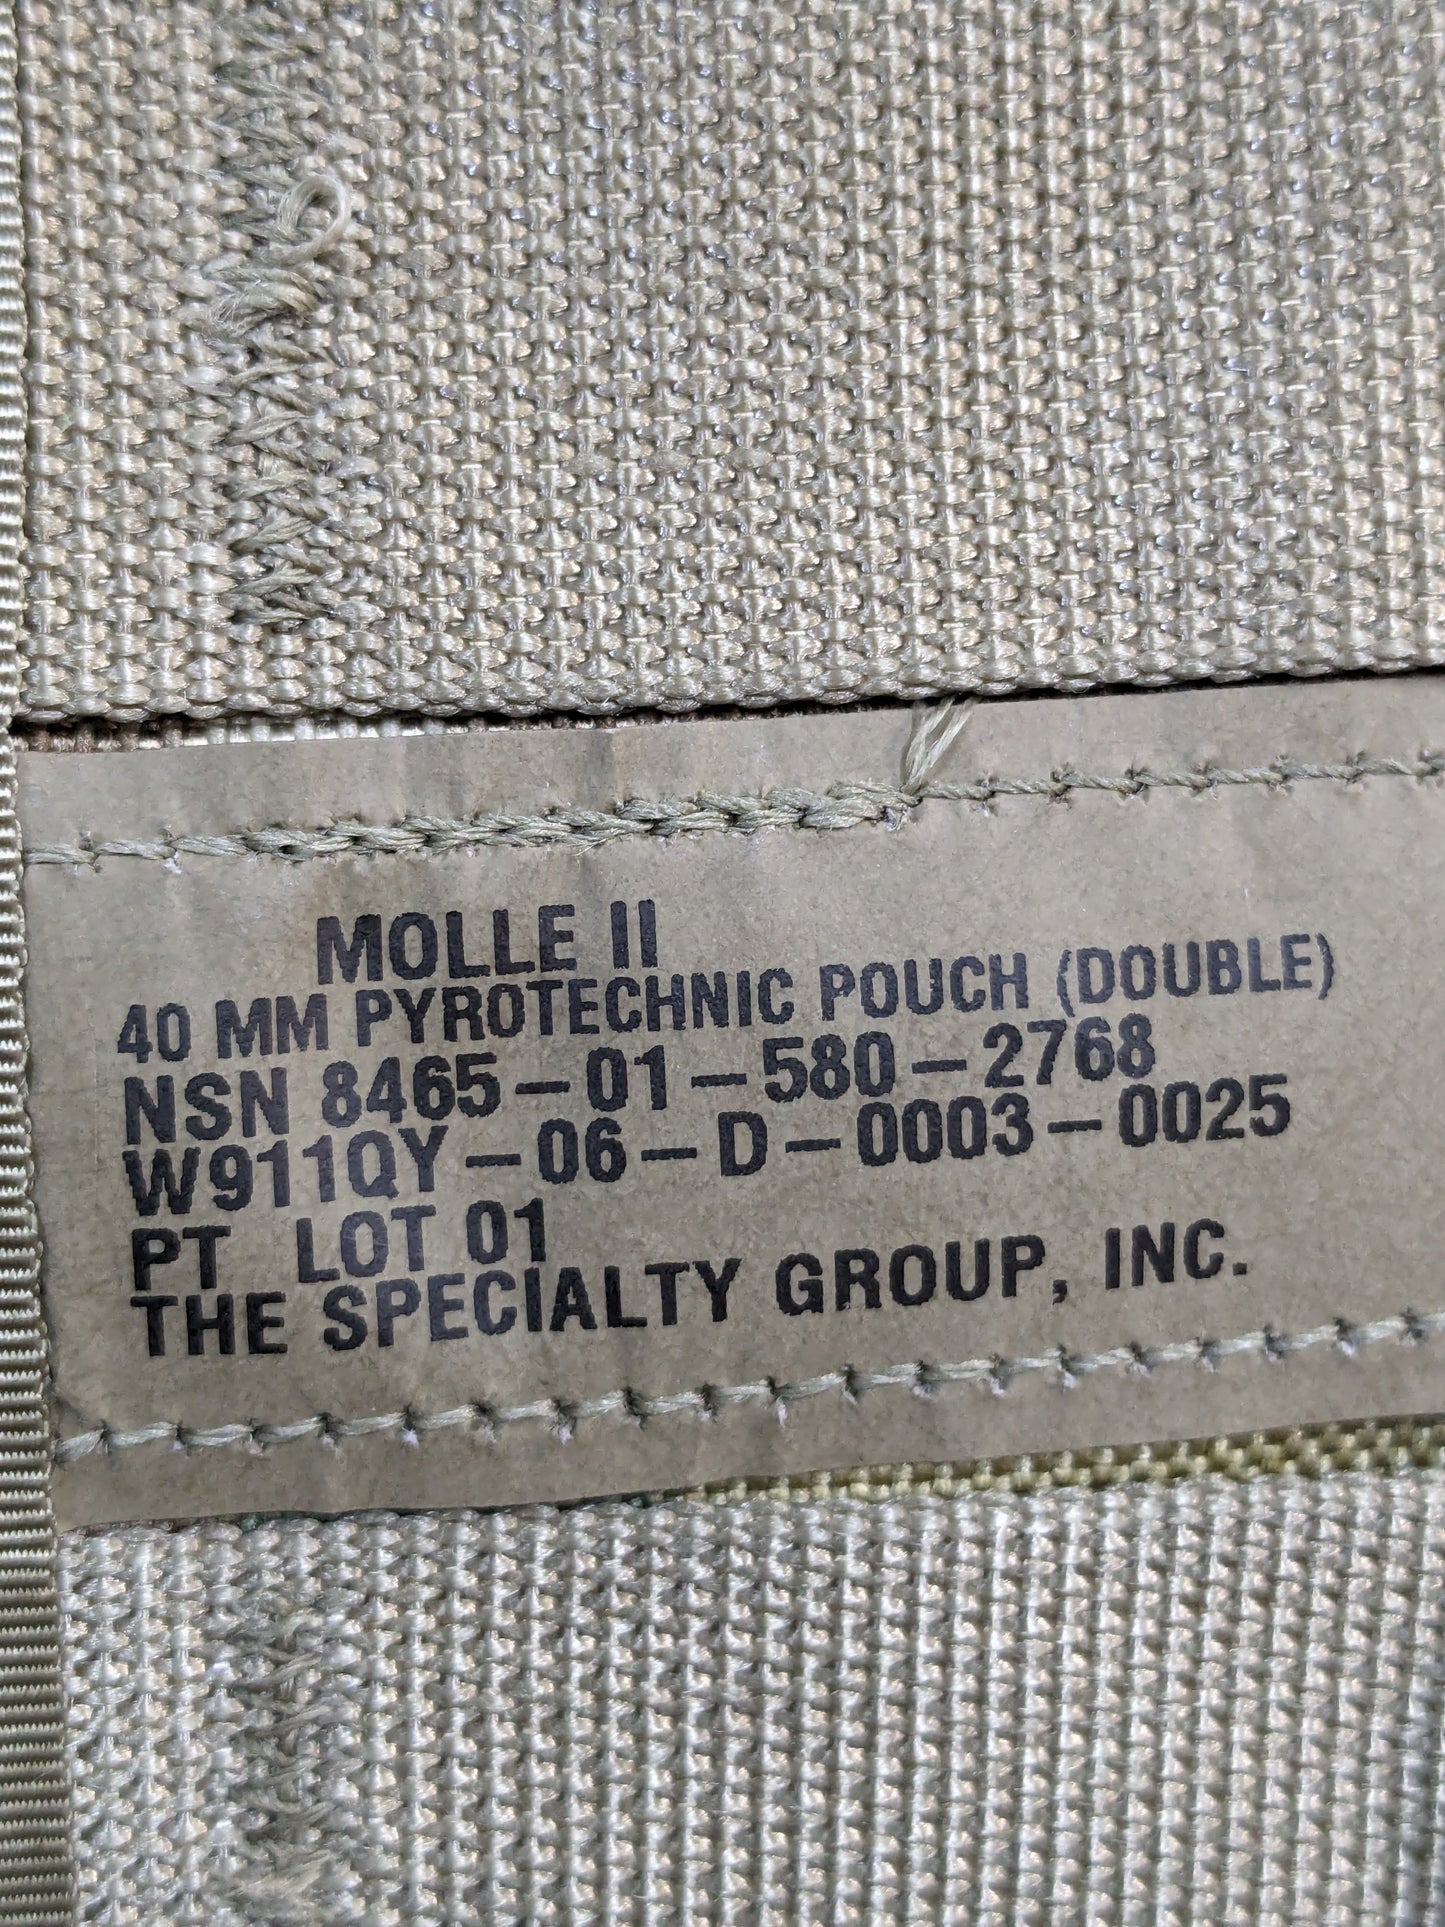 MOLLE II
40 MM PYROTECHNIC POUCH (DOUBLE)
NSN 8465-01-580-2768
W911QY-06-D-0003-0025
PT LOT 01
THE SPECIALTY GROUP, INC.